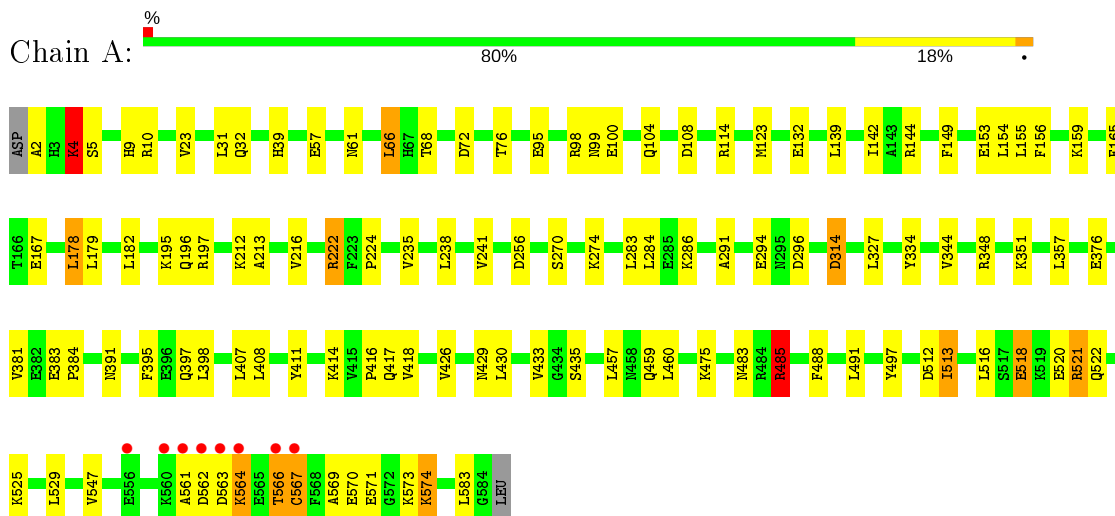 %
Chain A:
80% 18% •
ASP A2 H3 K4 S5 H9 R10 V23 L31 Q32 H39 E57 N61 L66 H67 T68 D72 T76 E95 R98 N99 E100 Q104 D108 R114 M123 E132 L139 I142 A143 R144 F149 E153 L154 L155 F156 K159
T166 E167 L178 L179 L182 K195 Q196 R197 K212 A213 V216 R222 F223 P224 V235 L238 V241 D256 S270 K274 L283 L284 E285 K286 A291 E294 N295 D296 D314 L327 Y334 V344 R348 K351 L357 E376
V381 E382 E383 P384 N391 F395 E396 Q397 L398 L407 L408 Y411 K414 V415 P416 Q417 V418 V426 N429 L430 V433 G434 S435 L457 N458 Q459 L460 K475 N483 R484 R485 F488 L491 Y497 D512 I513 L516 S517 E518 K519 E520 R521 Q522
K525 L529 V547 E556 K560 A561 D562 D563 K564 E565 T566 C567 F568 A569 E570 E571 G572 K573 K574 L583 G584 LEU